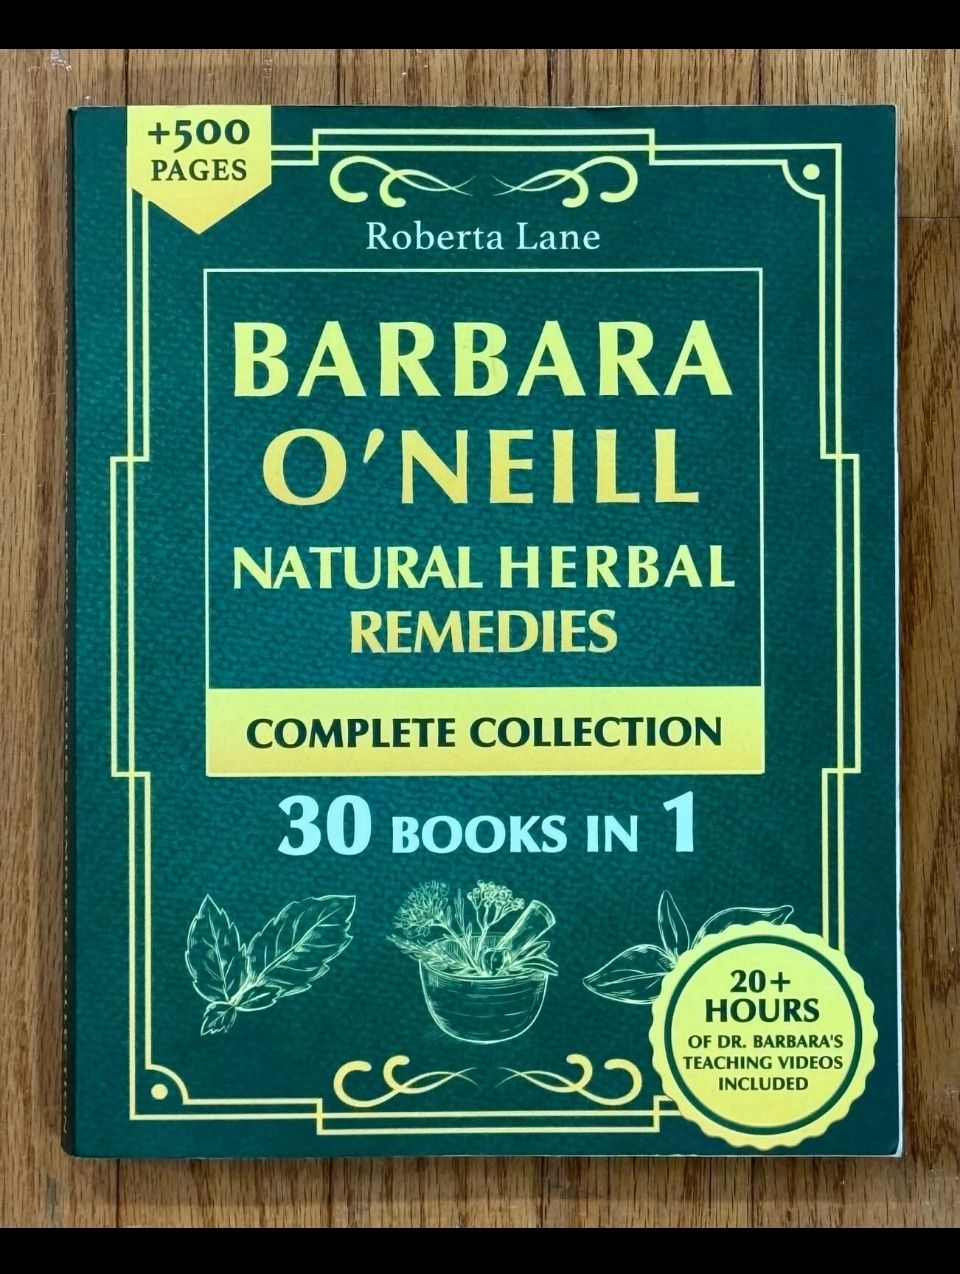 +500
PAGES
Roberta Lane
BARBARA
O'NEILL
NATURAL HERBAL
REMEDIES
COMPLETE COLLECTION
30 BOOKS IN 1
20+
HOURS
OF DR. BARBARA'S
TEACHING VIDEOS
INCLUDED